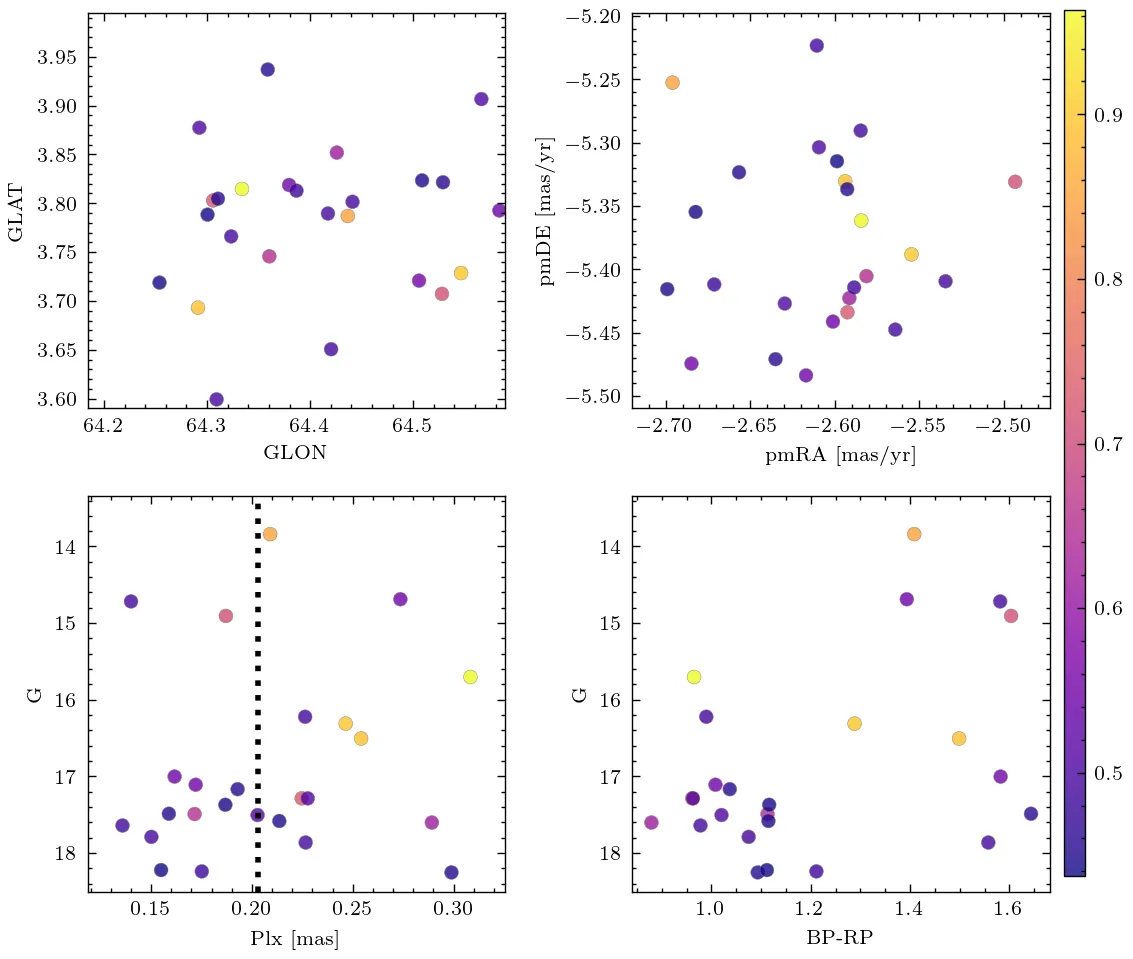 3.95
3.90
3.85
3.80
3.75
3.70
3.65
3.60
GLAT
64.2 64.3 64.4 64.5
GLON
−5.20
−5.25
−5.30
−5.35
−5.40
−5.45
−5.50
pmDE [mas/yr]
−2.70 −2.65 −2.60 −2.55 −2.50
pmRA [mas/yr]
0.9
0.8
0.7
0.6
0.5
14
15
16
17
18
G
0.15 0.20 0.25 0.30
Plx [mas]
14
15
16
17
18
G
1.0 1.2 1.4 1.6
BP-RP